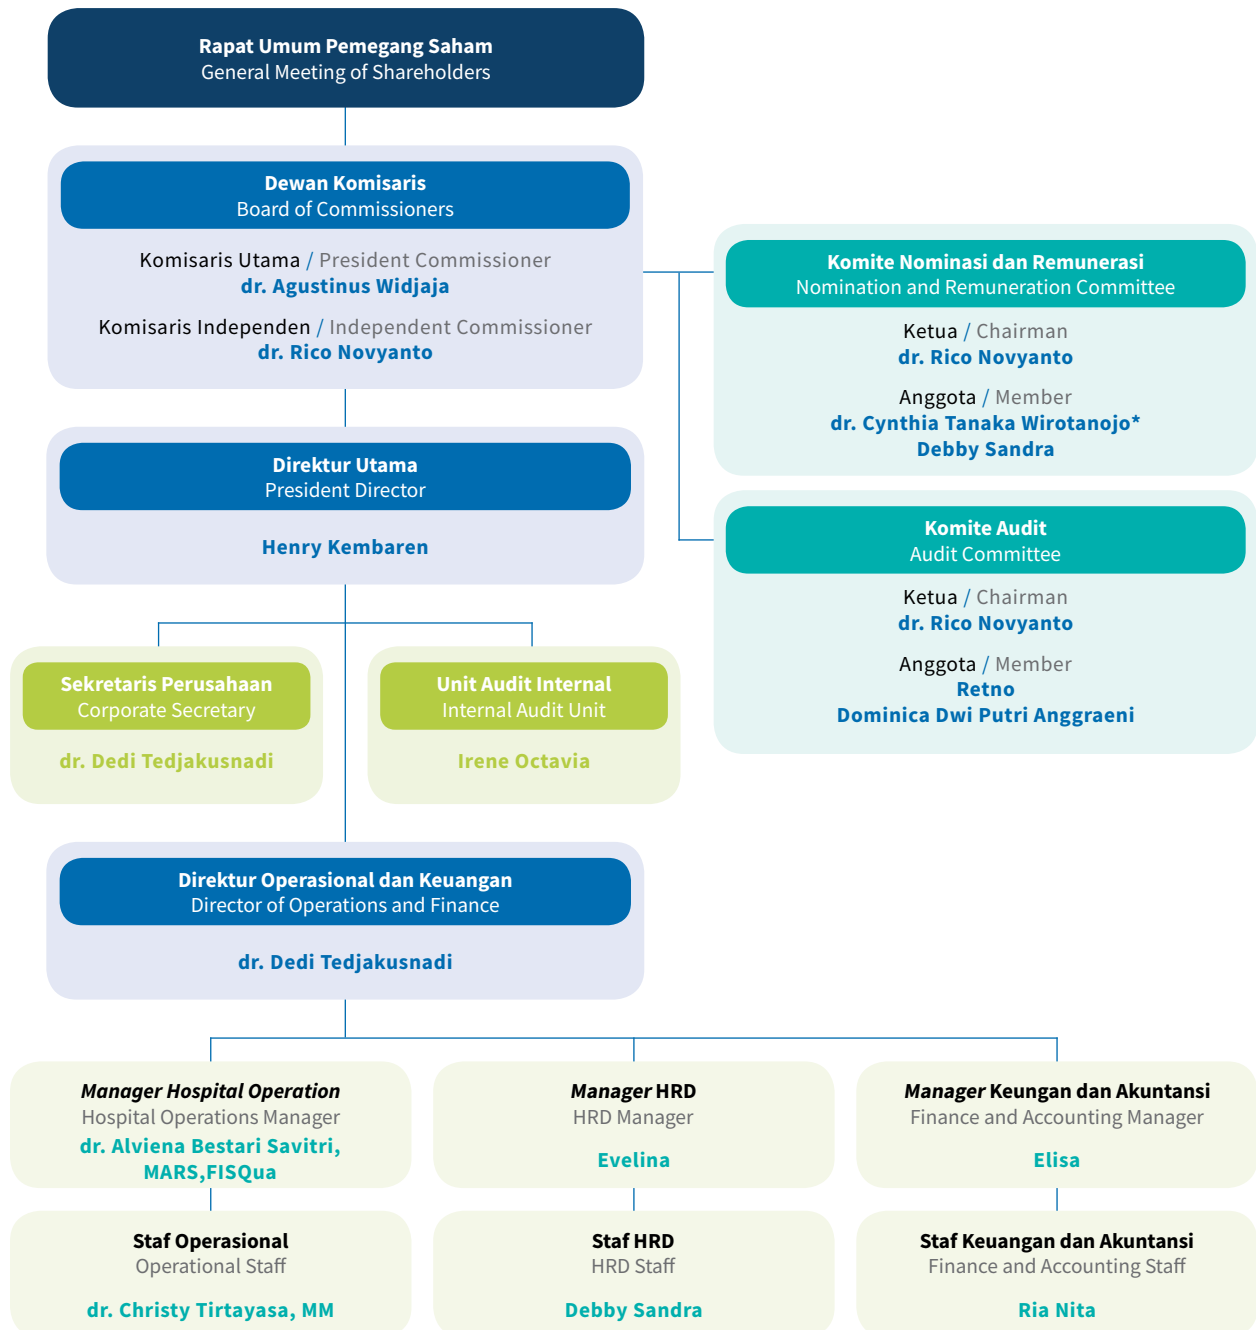 Rapat Umum Pemegang Saham
General Meeting of Shareholders
Dewan Komisaris
Board of Commissioners
Komisaris Utama / President Commissioner
dr. Agustinus Widjaja
Komisaris Independen / Independent Commissioner
dr. Rico Novyanto
Komite Nominasi dan Remunerasi
Nomination and Remuneration Committee
Ketua / Chairman
dr. Rico Novyanto
Anggota / Member
dr. Cynthia Tanaka Wirotanojo*
Debby Sandra
Direktur Utama
President Director
Henry Kembaren
Komite Audit
Audit Committee
Ketua / Chairman
dr. Rico Novyanto
Anggota / Member
Retno
Dominica Dwi Putri Anggraeni
Sekretaris Perusahaan
Corporate Secretary
dr. Dedi Tedjakusnadi
Unit Audit Internal
Internal Audit Unit
Irene Octavia
Direktur Operasional dan Keuangan
Director of Operations and Finance
dr. Dedi Tedjakusnadi
Manager Hospital Operation
Hospital Operations Manager
dr. Alviena Bestari Savitri,
MARS,FISQua
Manager HRD
HRD Manager
Evelina
Manager Keungan dan Akuntansi
Finance and Accounting Manager
Elisa
Staf Operasional
Operational Staff
dr. Christy Tirtayasa, MM
Staf HRD
HRD Staff
Debby Sandra
Staf Keuangan dan Akuntansi
Finance and Accounting Staff
Ria Nita